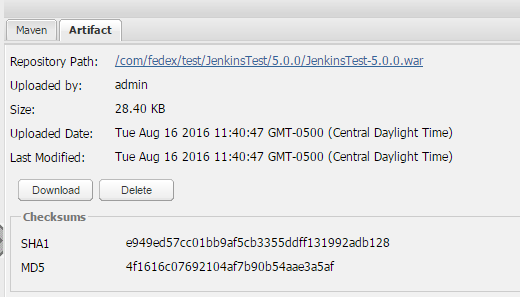 Maven Artifact
Repository Path: /com/fedex/test/JenkinsTest/5.0.0/JenkinsTest-5.0.0.war
Uploaded by: admin
Size: 28.40 KB
Uploaded Date: Tue Aug 16 2016 11:40:47 GMT-0500 (Central Daylight Time)
Last Modified: Tue Aug 16 2016 11:40:47 GMT-0500 (Central Daylight Time)
Download Delete
Checksums
SHA1 e949ed57cc01bb9af5cb3355ddff131992adb128
MD5 4f1616c07692104af7b90b54aae3a5af